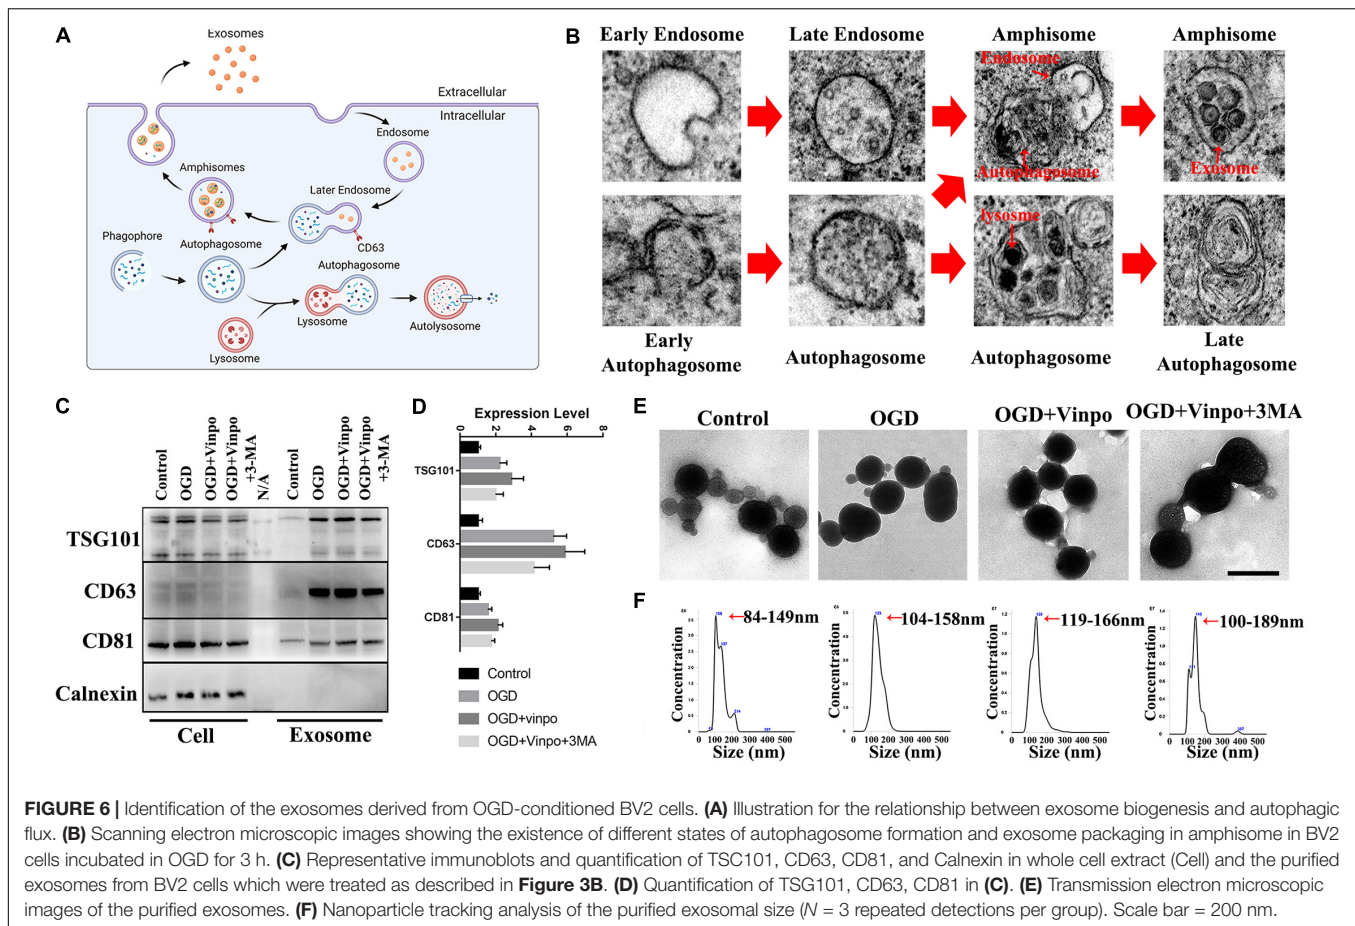 A
Exosomes
Extracellular
Intracellular
Endosome
Amphisomes
Later Endosome
CD63
Phagophore
Autophagosome
Autophagosome
Lysosome
Lysosome
Autolysosome
B
Early Endosome
Late Endosome
Amphisome
Amphisome
Endosome
Autophagosome
Exosome
lysosme
Early
Autophagosome
Autophagosome
Autophagosome
Late
Autophagosome
C
Control
OGD
OGD+Vinpo
OGD+Vinpo
+3-MA
N/A
Control
OGD
OGD+Vinpo
OGD+Vinpo
+3-MA
TSG101
CD63
CD81
Calnexin
Cell
Exosome
D
Expression Level
0 2 4 6 8
TSG101
CD63
CD81
Control
OGD
OGD+vinpo
OGD+Vinpo+3MA
E
Control
OGD
OGD+Vinpo
OGD+Vinpo+3MA
F
84-149nm
104-158nm
119-166nm
100-189nm
Concentration
Concentration
Concentration
Concentration
0 100 200 300 400 500
0 100 200 300 400 500
0 100 200 300 400 500
0 100 200 300 400 500
Size (nm)
Size (nm)
Size (nm)
Size (nm)
FIGURE 6 | Identification of the exosomes derived from OGD-conditioned BV2 cells. (A) Illustration for the relationship between exosome biogenesis and autophagic
flux. (B) Scanning electron microscopic images showing the existence of different states of autophagosome formation and exosome packaging in amphisome in BV2
cells incubated in OGD for 3 h. (C) Representative immunoblots and quantification of TSC101, CD63, CD81, and Calnexin in whole cell extract (Cell) and the purified
exosomes from BV2 cells which were treated as described in Figure 3B. (D) Quantification of TSG101, CD63, CD81 in (C). (E) Transmission electron microscopic
images of the purified exosomes. (F) Nanoparticle tracking analysis of the purified exosomal size (N = 3 repeated detections per group). Scale bar = 200 nm.